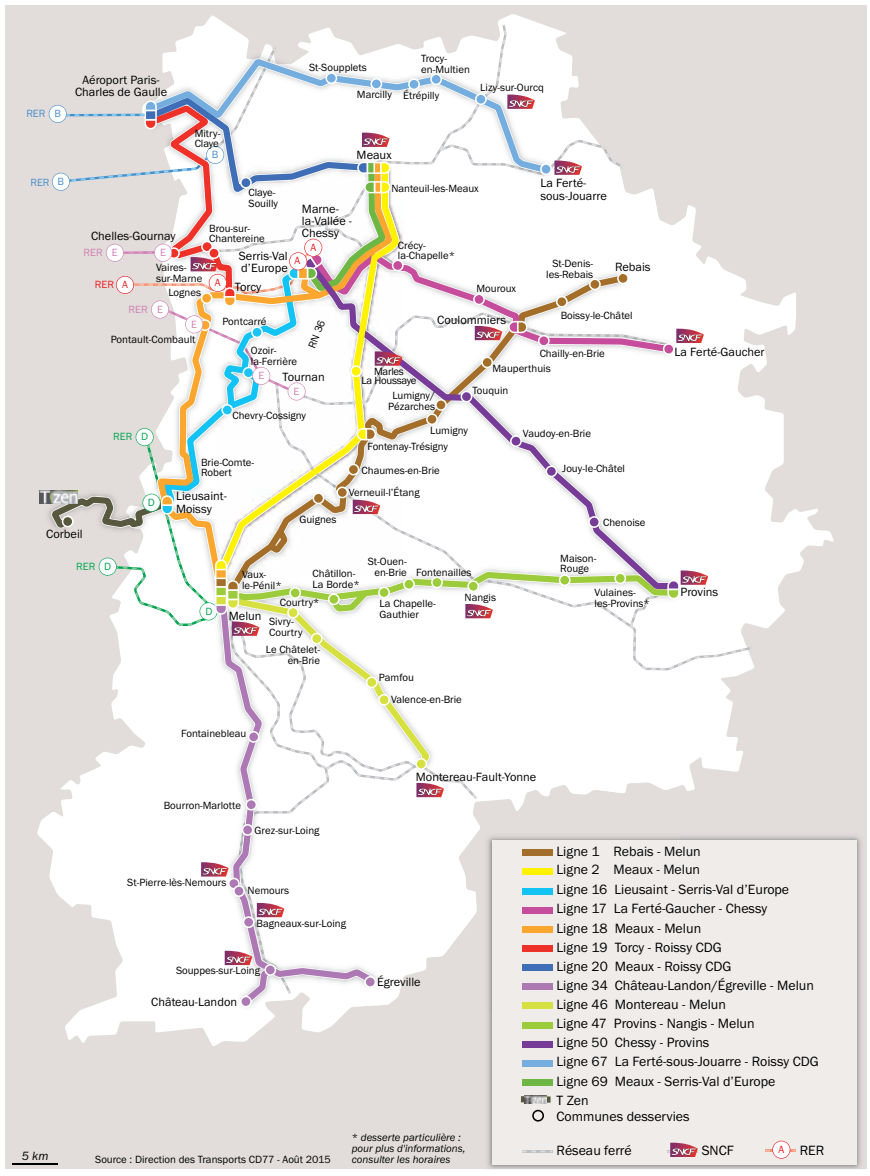 Aéroport Paris-
Charles de Gaulle
RER B
Mitry-
Claye
B
RER B
St-Soupplets
Marcilly
Étrépilly
Trocy-
en-Multien
Lizy-sur-Ourcq
SNCF
SNCF
La Ferté-
sous-Jouarre
SNCF
Meaux
Nanteuil-les-Meaux
Claye-
Souilly
Marne-
la-Vallée -
Chessy
A
Serris-Val
d'Europe
A
Chelles-Gournay
RER E
E
Brou-sur-
Chantereine
SNCF
Vaires-
sur-Marne
RER A
A
Torcy
Lognes
RER E
E
Pontault-Combault
Pontcarré
Ozoir-
la-Ferrière
E
Tournan
E
Chevry-Cossigny
RN 36
Crécy-
la-Chapelle*
Mouroux
Coulommiers
SNCF
St-Denis-
les-Rebais
Rebais
Boissy-le-Châtel
Chailly-en-Brie
SNCF
La Ferté-Gaucher
Mauperthuis
SNCF
Marles
La Houssaye
Lumigny/
Pézarches
Touquin
Lumigny
Fontenay-Trésigny
Vaudoy-en-Brie
Jouy-le-Châtel
Chenoise
Chaumes-en-Brie
Verneuil-l'Étang
SNCF
Guignes
RER D
Brie-Comte-
Robert
T zen
D
Lieusaint-
Moissy
Corbeil
RER D
D
Vaux-
le-Pénil*
Melun
SNCF
Châtillon-
La Borde*
Courtry*
St-Ouen-
en-Brie
Fontenailles
La Chapelle-
Gauthier
Nangis
SNCF
Maison-
Rouge
Vulaines-
les-Provins*
SNCF
Provins
Sivry-
Courtry
Le Châtelet-
en-Brie
Pamfou
Valence-en-Brie
Montereau-Fault-Yonne
SNCF
Fontainebleau
Bourron-Marlotte
Grez-sur-Loing
SNCF
St-Pierre-lès-Nemours
Nemours
SNCF
Bagneaux-sur-Loing
SNCF
Souppes-sur-Loing
Égreville
Château-Landon
Ligne 1 Rebais - Melun
Ligne 2 Meaux - Melun
Ligne 16 Lieusaint - Serris-Val d'Europe
Ligne 17 La Ferté-Gaucher - Chessy
Ligne 18 Meaux - Melun
Ligne 19 Torcy - Roissy CDG
Ligne 20 Meaux - Roissy CDG
Ligne 34 Château-Landon/Égreville - Melun
Ligne 46 Montereau - Melun
Ligne 47 Provins - Nangis - Melun
Ligne 50 Chessy - Provins
Ligne 67 La Ferté-sous-Jouarre - Roissy CDG
Ligne 69 Meaux - Serris-Val d'Europe
T zen T Zen
Communes desservies
Réseau ferré SNCF SNCF A RER
5 km
Source : Direction des Transports CD77 - Août 2015
* desserte particulière :
pour plus d'informations,
consulter les horaires